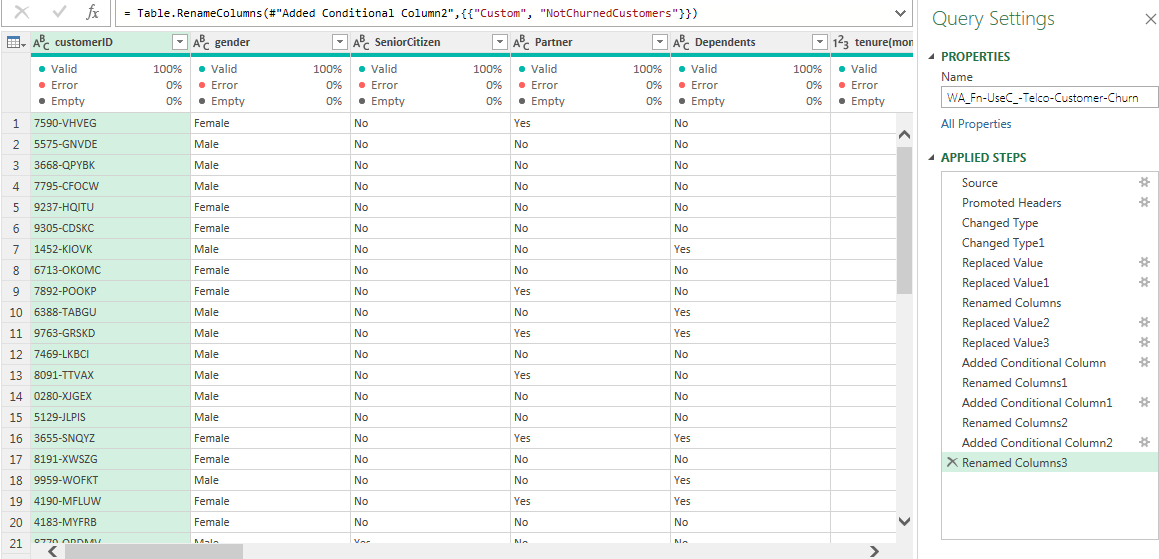 = Table.RenameColumns(#"Added Conditional Column2",{{"Custom", "NotChurnedCustomers"}})
customerID gender SeniorCitizen Partner Dependents tenure(mon
Valid 100% Valid 100% Valid 100% Valid 100% Valid 100% Valid
Error 0% Error 0% Error 0% Error 0% Error 0% Error
Empty 0% Empty 0% Empty 0% Empty 0% Empty 0% Empty
1 7590-VHVEG Female No Yes No
2 5575-GNVDE Male No No No
3 3668-QPYBK Male No No No
4 7795-CFOCW Male No No No
5 9237-HQITU Female No No No
6 9305-CDSKC Female No No No
7 1452-KIOVK Male No No Yes
8 6713-OKOMC Female No No No
9 7892-POOKP Female No Yes No
10 6388-TABGU Male No No Yes
11 9763-GRSKD Male No Yes Yes
12 7469-LKBCI Male No No No
13 8091-TTVAX Male No Yes No
14 0280-XJGEX Male No No No
15 5129-JLPIS Male No No No
16 3655-SNQYZ Female No Yes Yes
17 8191-XWSZG Female No No No
18 9959-WOFKT Male No No Yes
19 4190-MFLUW Female No Yes Yes
20 4183-MYFRB Female No No No
21 8779-QRDMV Male Yes No No
Query Settings
PROPERTIES
Name
WA_Fn-UseC_-Telco-Customer-Churn
All Properties
APPLIED STEPS
Source
Promoted Headers
Changed Type
Changed Type1
Replaced Value
Replaced Value1
Renamed Columns
Replaced Value2
Replaced Value3
Added Conditional Column
Renamed Columns1
Added Conditional Column1
Renamed Columns2
Added Conditional Column2
Renamed Columns3